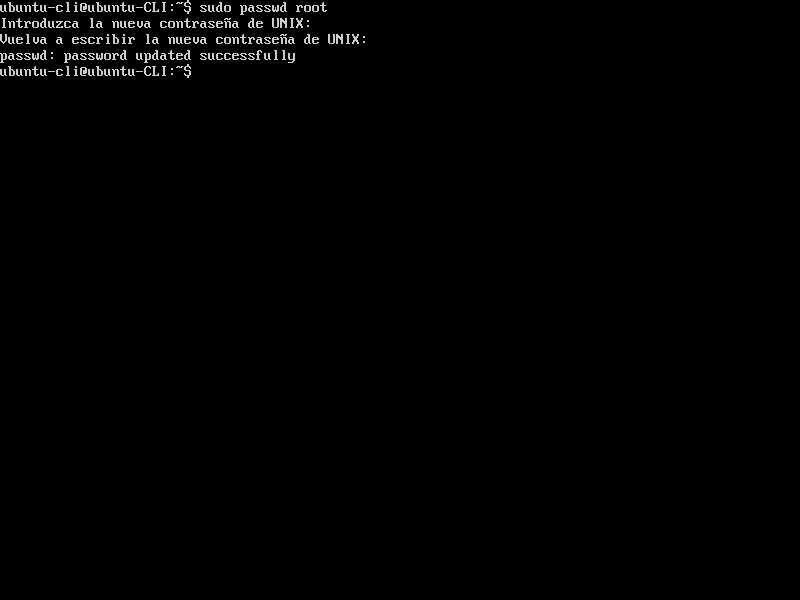 ubuntu-cli@ubuntu-CLI:~$ sudo passwd root
Introduzca la nueva contraseña de UNIX:
Vuelva a escribir la nueva contraseña de UNIX:
passwd: password updated successfully
ubuntu-cli@ubuntu-CLI:~$